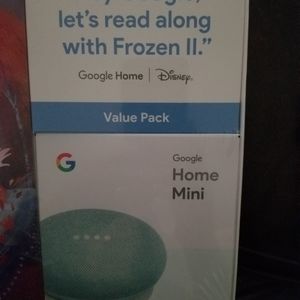 let's read along
with Frozen II."
Google Home | Disney
Value Pack
G
Google
Home
Mini